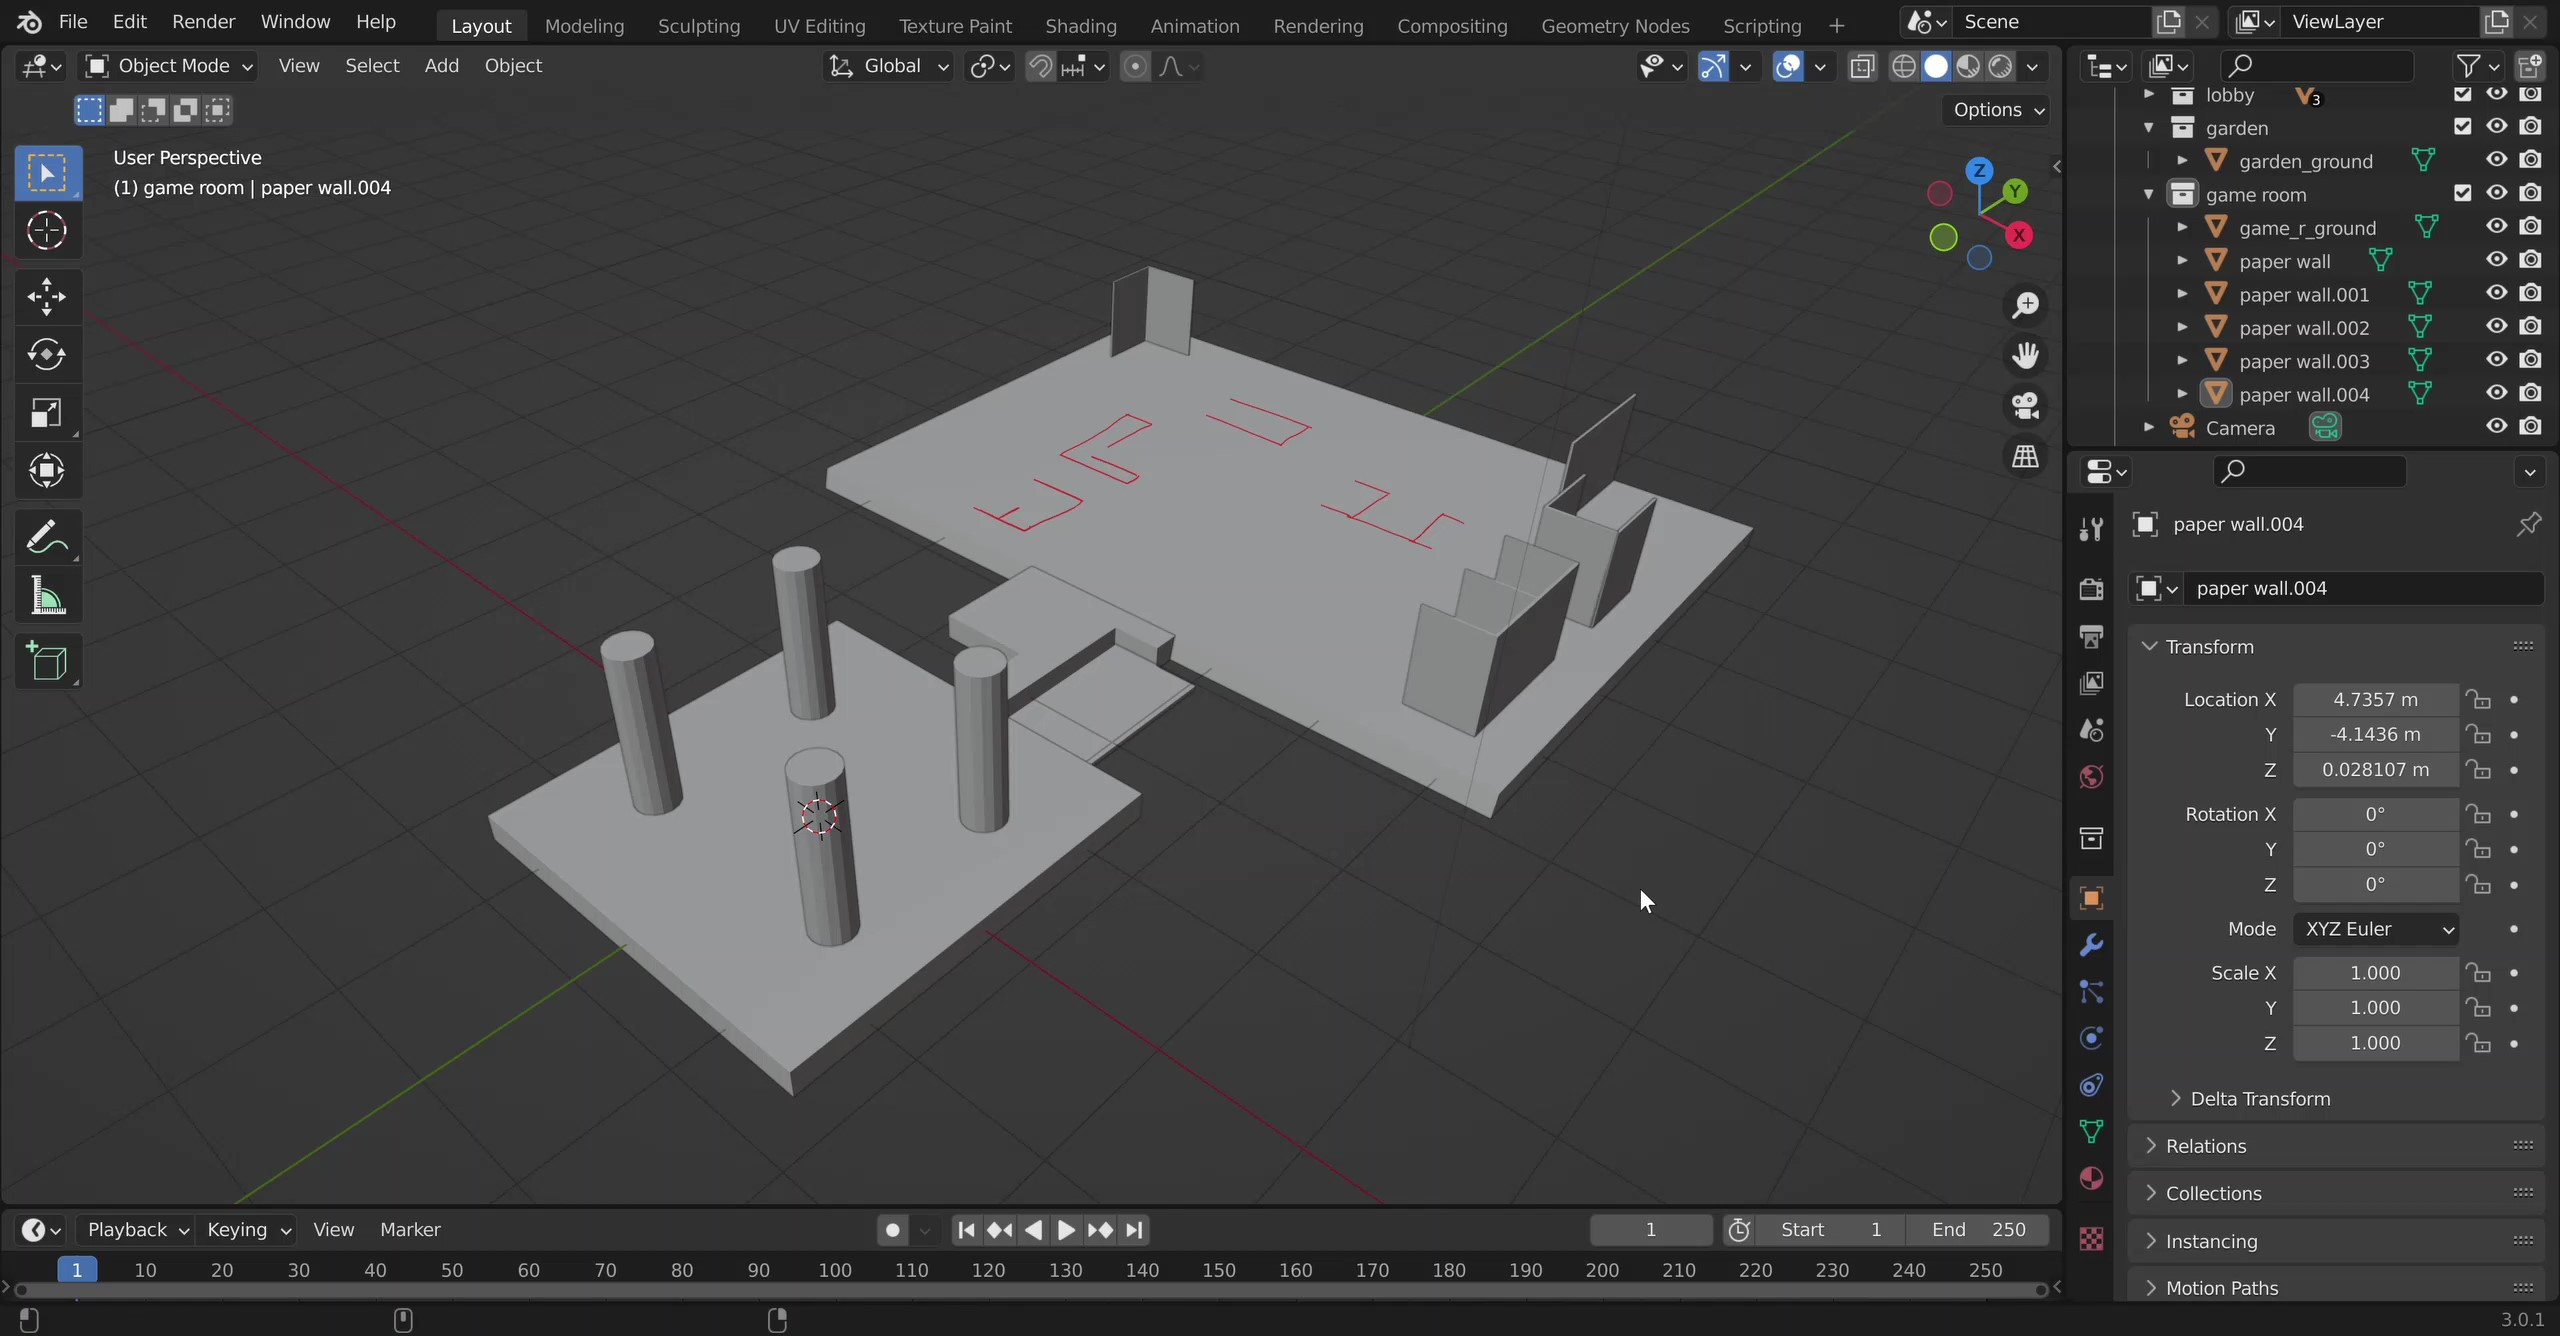 File Edit Render Window Help Layout Modeling Sculpting UV Editing Texture Paint Shading Animation Rendering Compositing Geometry Nodes Scripting + Scene ViewLayer
Object Mode View Select Add Object Global
Options
User Perspective
(1) game room | paper wall.004
Z
Y
X
lobby 3
garden
garden_ground
game room
game_r_ground
paper wall
paper wall.001
paper wall.002
paper wall.003
paper wall.004
Camera
paper wall.004
paper wall.004
Transform
Location X 4.7357 m
Y -4.1436 m
Z 0.028107 m
Rotation X 0°
Y 0°
Z 0°
Mode XYZ Euler
Scale X 1.000
Y 1.000
Z 1.000
Delta Transform
Relations
Collections
Instancing
Motion Paths
Playback Keying View Marker 1 Start 1 End 250
1 10 20 30 40 50 60 70 80 90 100 110 120 130 140 150 160 170 180 190 200 210 220 230 240 250
3.0.1